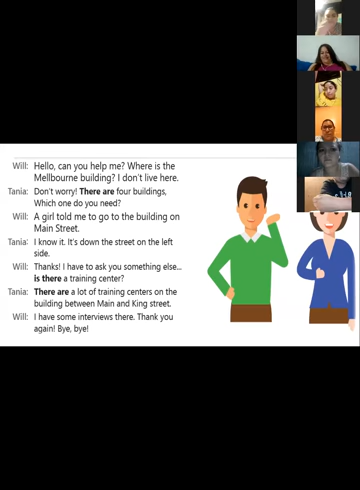 Will: Hello, can you help me? Where is the
Mellbourne building? I don't live here.
Tania: Don't worry! There are four buildings,
Which one do you need?
Will: A girl told me to go to the building on
Main Street.
Tania: I know it. It's down the street on the left
side.
Will: Thanks! I have to ask you something else...
is there a training center?
Tania: There are a lot of training centers on the
building between Main and King street.
Will: I have some interviews there. Thank you
again! Bye, bye!